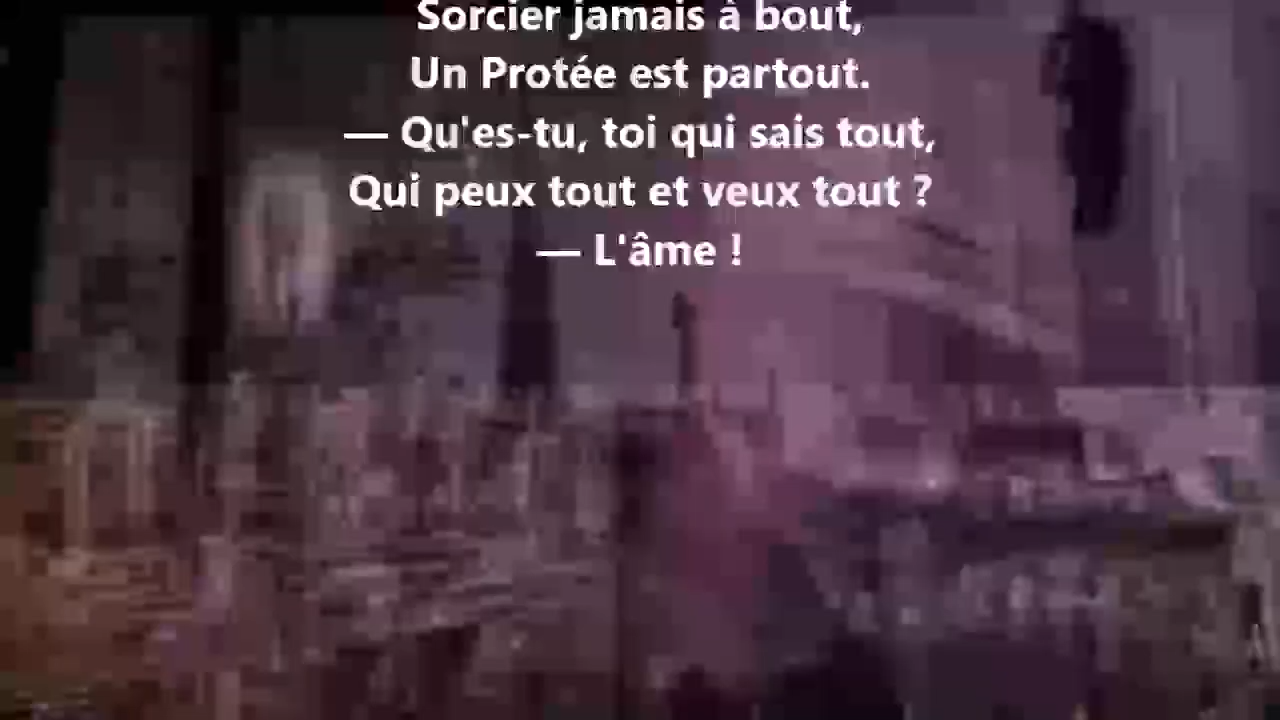 Sorcier jamais à bout,
Un Protée est partout.
— Qu'es-tu, toi qui sais tout,
Qui peux tout et veux tout ?
— L'âme !